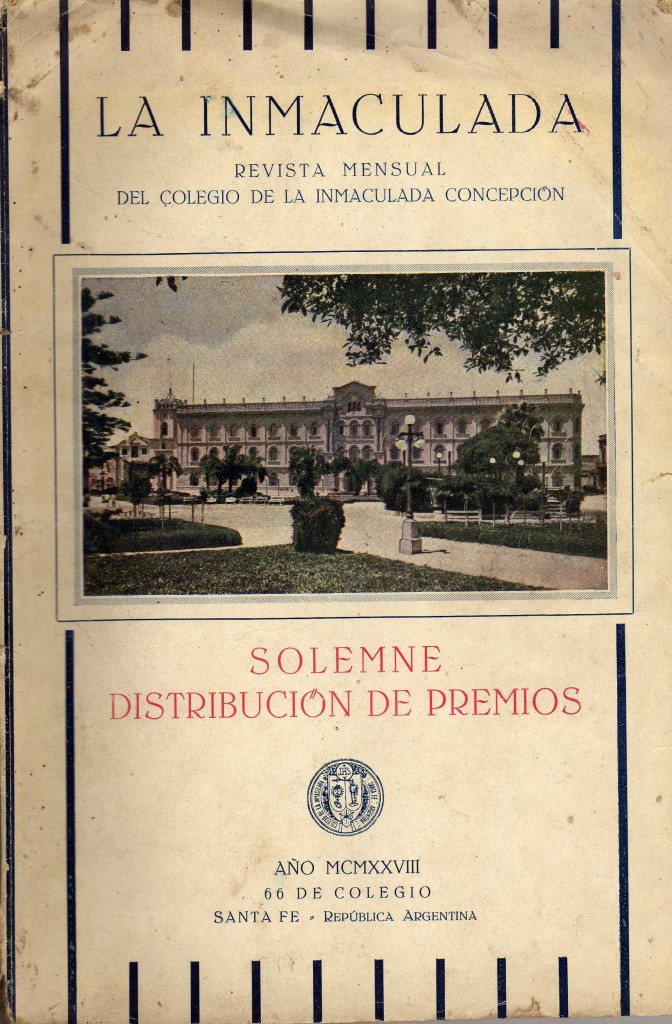 LA INMACULADA
REVISTA MENSUAL
DEL COLEGIO DE LA INMACULADA CONCEPCIÓN
SOLEMNE
DISTRIBUCIÓN DE PREMIOS
IHS
AÑO MCMXXVIII
66 DE COLEGIO
SANTA FE - REPÚBLICA ARGENTINA